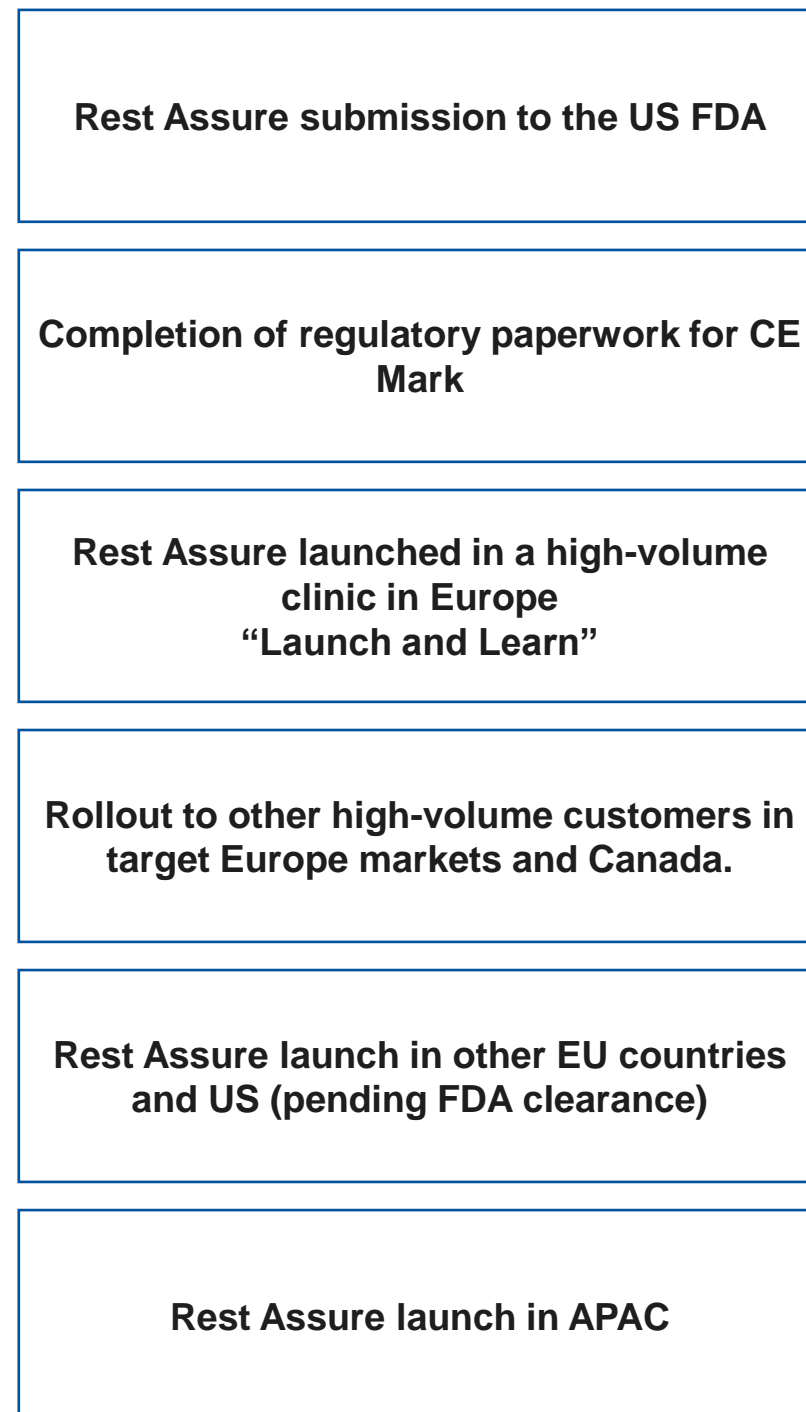 Rest Assure submission to the US FDA
Completion of regulatory paperwork for CE
Mark
Rest Assure launched in a high-volume
clinic in Europe
“Launch and Learn”
Rollout to other high-volume customers in
target Europe markets and Canada.
Rest Assure launch in other EU countries
and US (pending FDA clearance)
Rest Assure launch in APAC